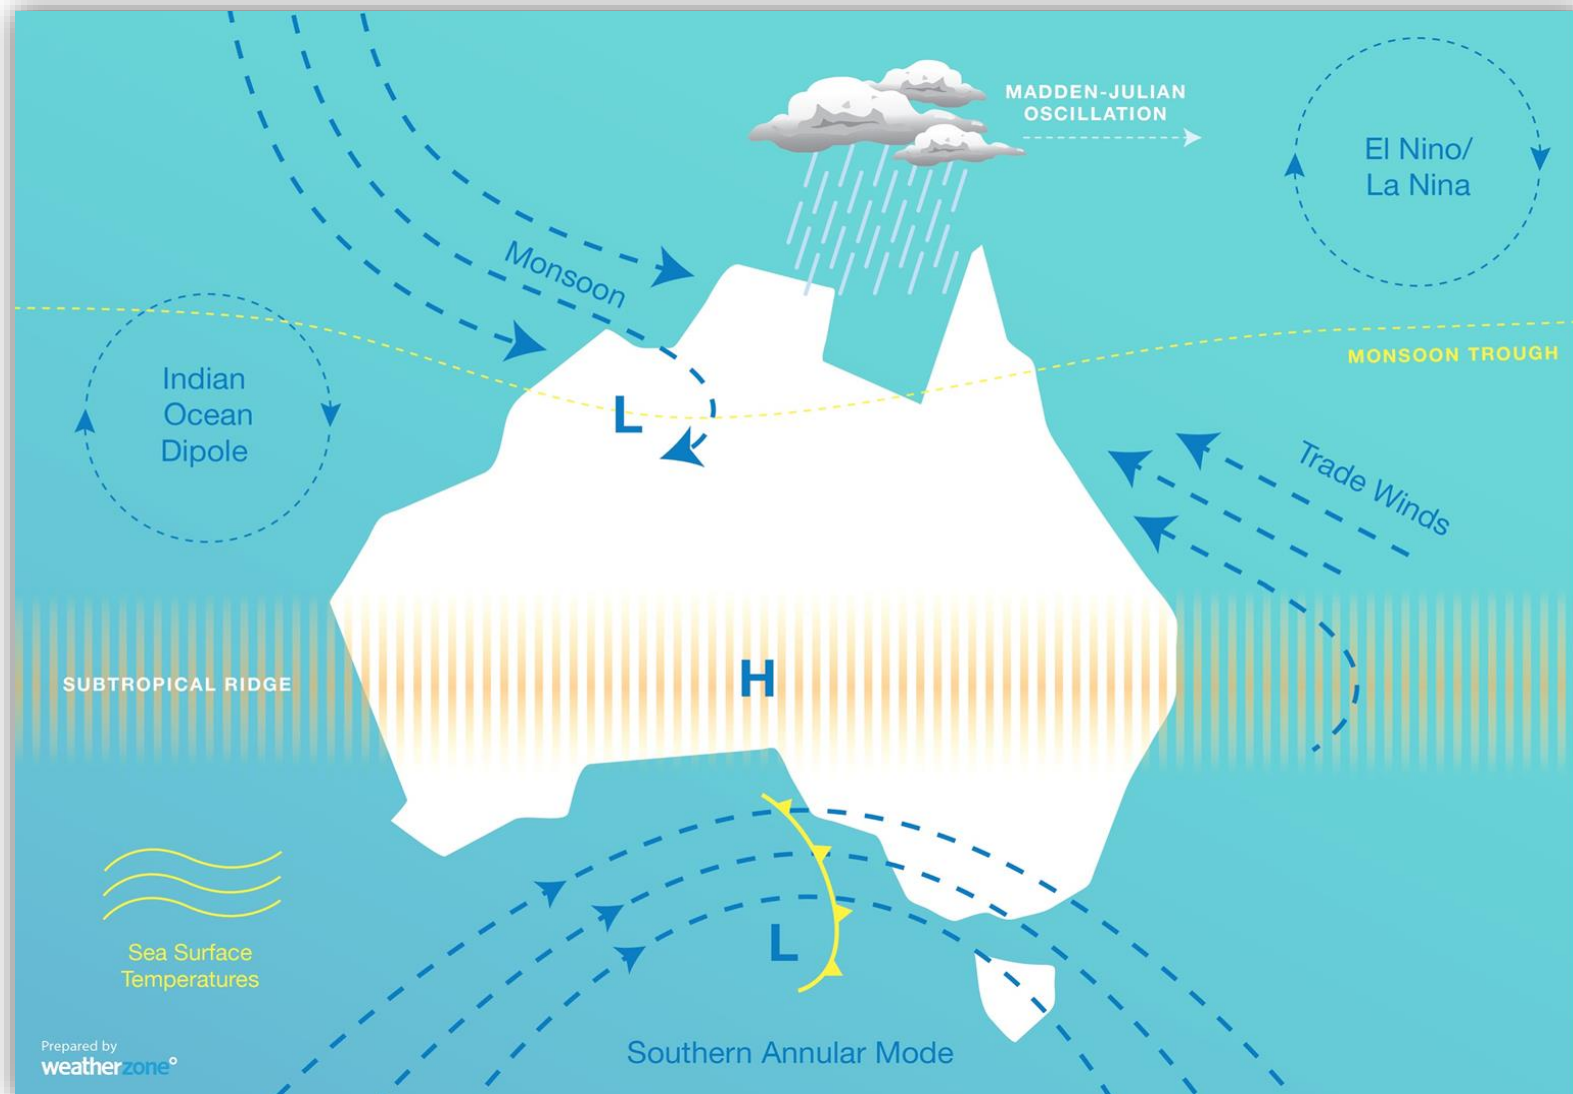 MADDEN-JULIAN
OSCILLATION
El Nino/
La Nina
Monsoon
MONSOON TROUGH
Indian
Ocean
Dipole
L
Trade Winds
SUBTROPICAL RIDGE
H
Sea Surface
Temperatures
L
Southern Annular Mode
Prepared by
weatherzone°